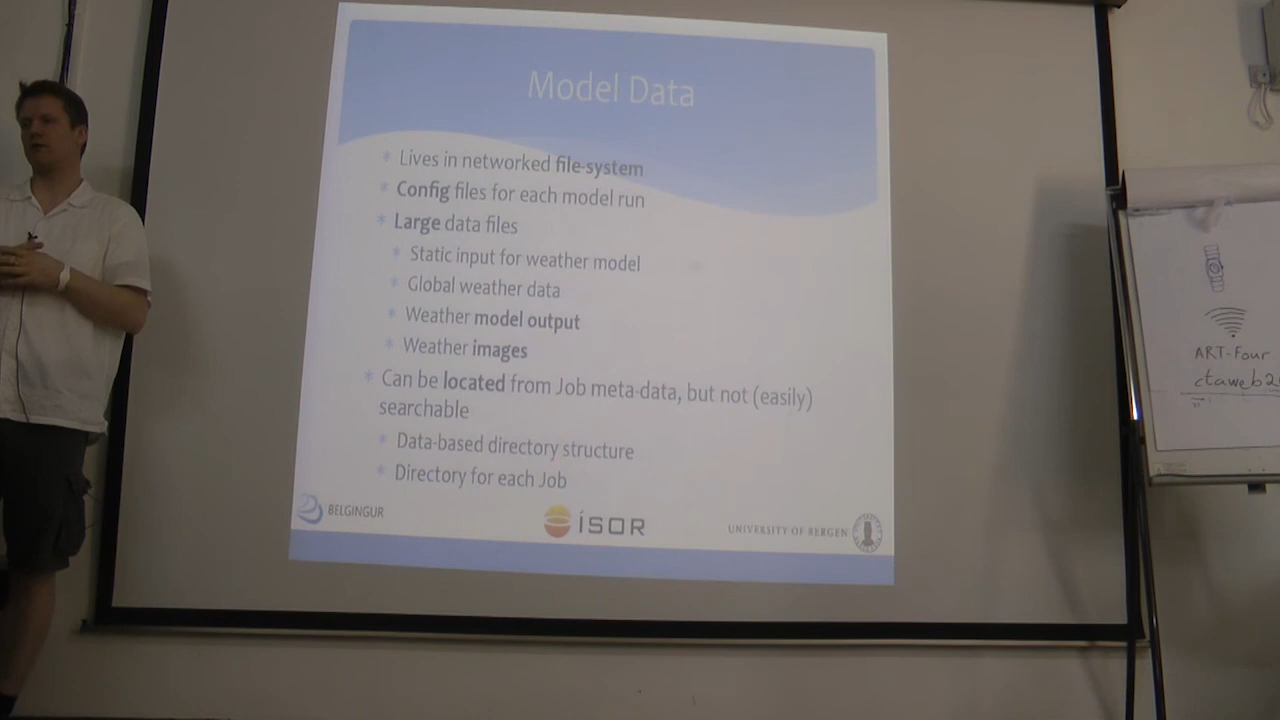 Model Data
Lives in networked file-system
Config files for each model run
Large data files
Static input for weather model
Global weather data
Weather model output
Weather images
Can be located from Job meta-data, but not (easily)
searchable
Data-based directory structure
Directory for each Job
BELGINGUR
ÍSOR
UNIVERSITY OF BERGEN
ART-Four
ctaweb2